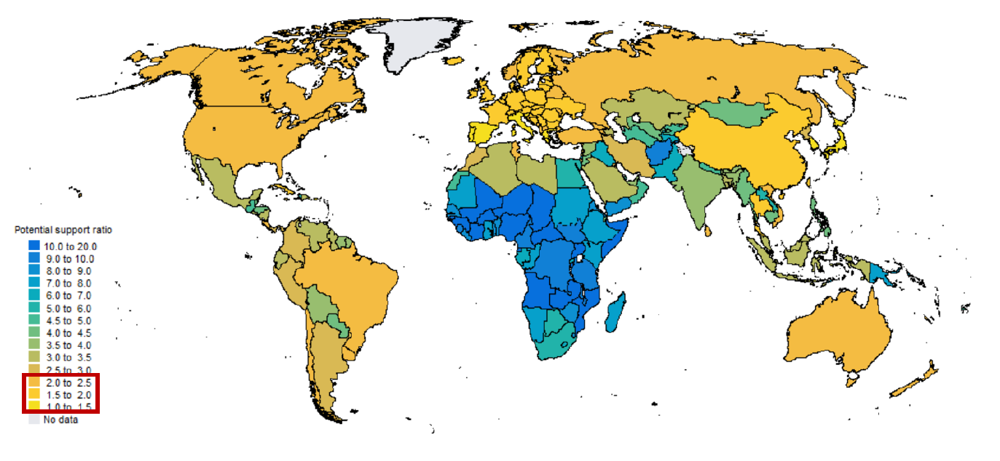 Potential support ratio
10.0 to 20.0
9.0 to 10.0
8.0 to 9.0
7.0 to 8.0
6.0 to 7.0
5.0 to 6.0
4.5 to 5.0
4.0 to 4.5
3.5 to 4.0
3.0 to 3.5
2.5 to 3.0
2.0 to 2.5
1.5 to 2.0
1.0 to 1.5
No data